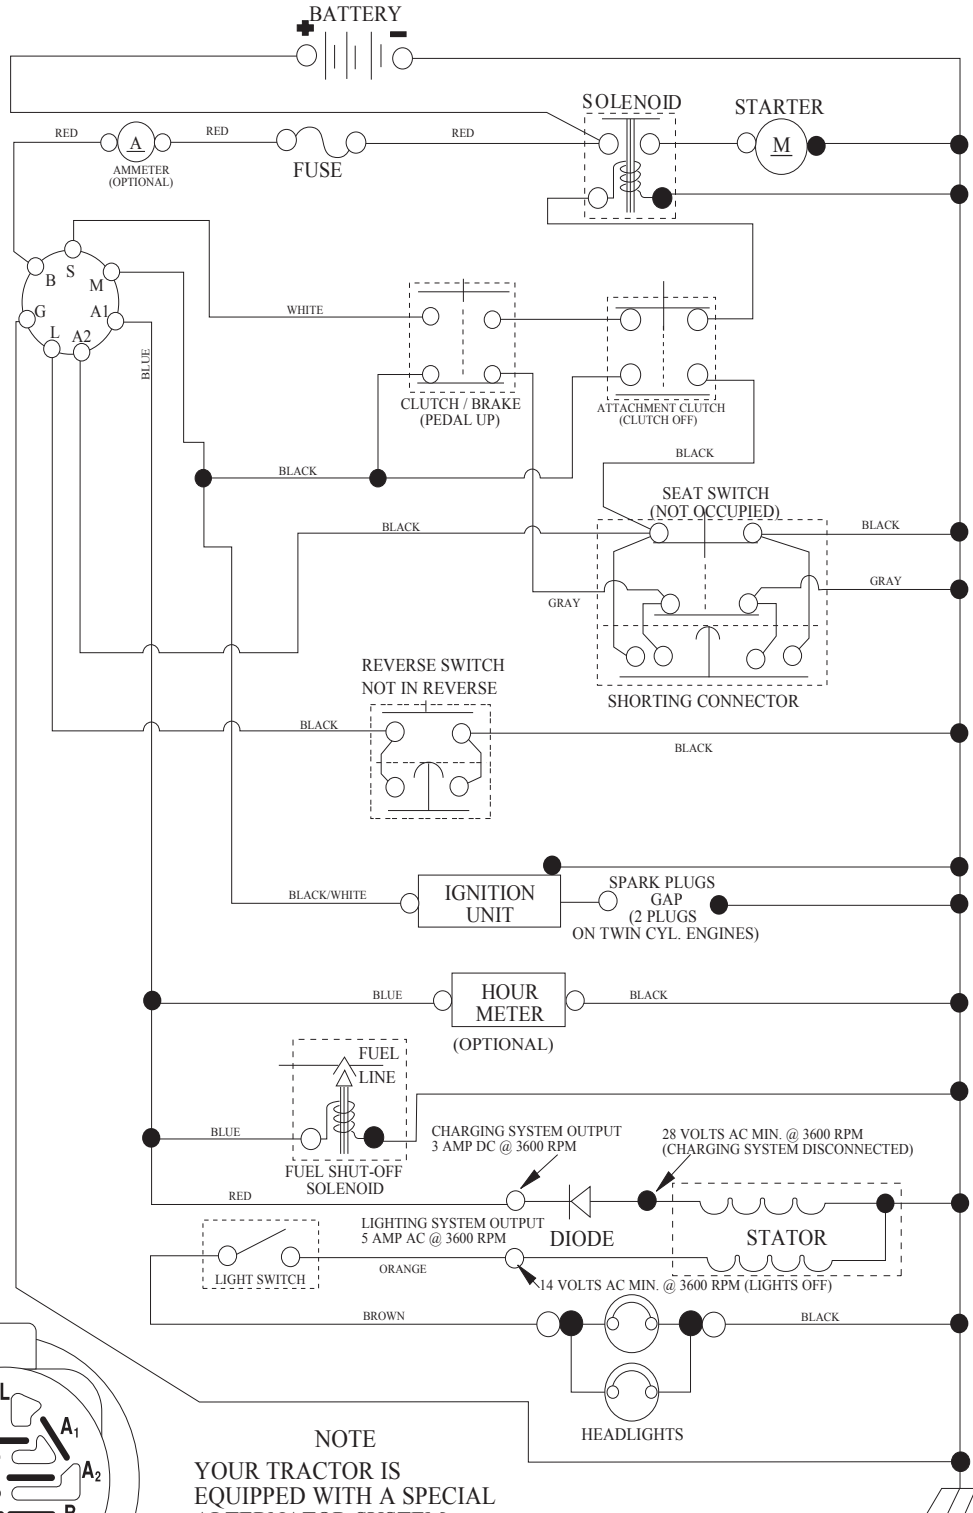 BATTERY
SOLENOID
STARTER
RED
A
RED
RED
M
AMMETER
(OPTIONAL)
FUSE
S
B
M
G
A1
L
A2
BLUE
WHITE
CLUTCH / BRAKE
(PEDAL UP)
ATTACHMENT CLUTCH
(CLUTCH OFF)
BLACK
BLACK
SEAT SWITCH
(NOT OCCUPIED)
BLACK
BLACK
GRAY
GRAY
REVERSE SWITCH
NOT IN REVERSE
SHORTING CONNECTOR
BLACK
BLACK
BLACK/WHITE
IGNITION
UNIT
SPARK PLUGS
GAP
(2 PLUGS
ON TWIN CYL. ENGINES)
BLUE
HOUR
METER
BLACK
(OPTIONAL)
FUEL
LINE
BLUE
FUEL SHUT-OFF
SOLENOID
CHARGING SYSTEM OUTPUT
3 AMP DC @ 3600 RPM
28 VOLTS AC MIN. @ 3600 RPM
(CHARGING SYSTEM DISCONNECTED)
RED
LIGHTING SYSTEM OUTPUT
5 AMP AC @ 3600 RPM
DIODE
STATOR
LIGHT SWITCH
ORANGE
14 VOLTS AC MIN. @ 3600 RPM (LIGHTS OFF)
BROWN
BLACK
HEADLIGHTS
L
A1
A2
B
NOTE
YOUR TRACTOR IS
EQUIPPED WITH A SPECIAL
ALTERNATOR SYSTEM.